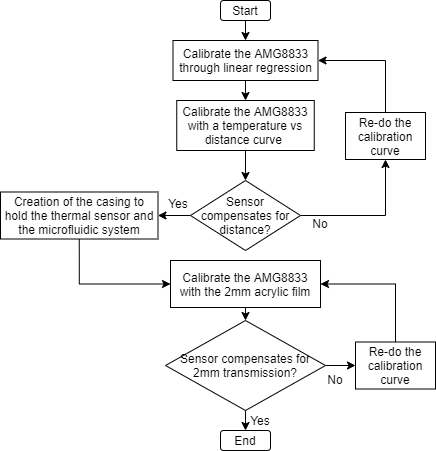 Start
Calibrate the AMG8833
through linear regression
Calibrate the AMG8833
with a temperature vs
distance curve
Re-do the
calibration
curve
Sensor
compensates for
distance?
Yes
No
Creation of the casing to
hold the thermal sensor and
the microfluidic system
Calibrate the AMG8833
with the 2mm acrylic film
Sensor compensates for
2mm transmission?
No
Re-do the
calibration
curve
Yes
End